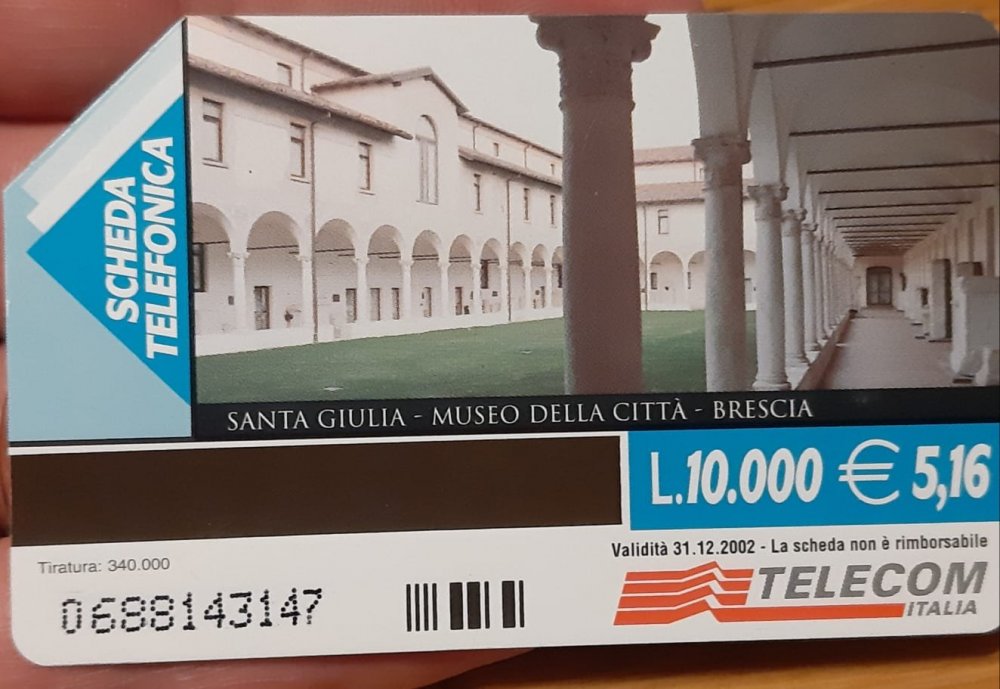 SCHEDA
TELEFONICA
SANTA GIULIA - MUSEO DELLA CITTÀ - BRESCIA
L.10.000 € 5,16
Validità 31.12.2002 - La scheda non è rimborsabile
Tiratura: 340.000
0688143147
TELECOM
ITALIA